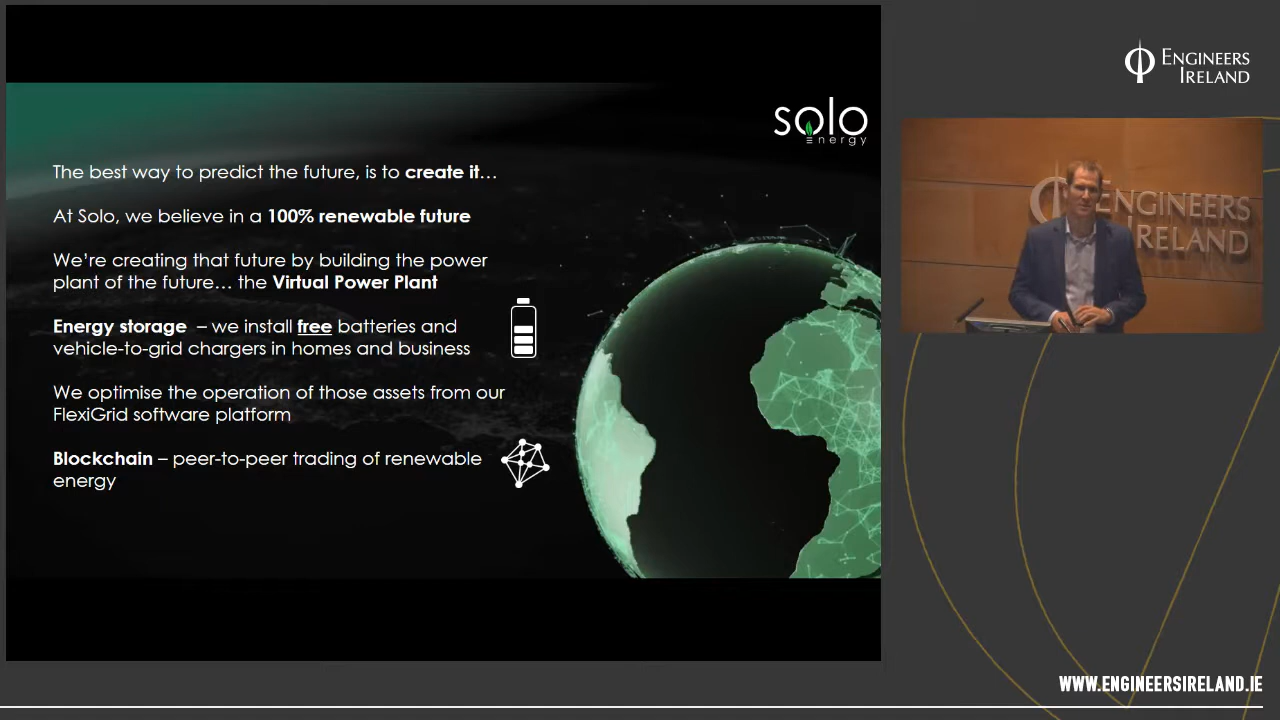 solo
energy
The best way to predict the future, is to create it...
At Solo, we believe in a 100% renewable future
We're creating that future by building the power
plant of the future... the Virtual Power Plant
Energy storage – we install free batteries and
vehicle-to-grid chargers in homes and business
We optimise the operation of those assets from our
FlexiGrid software platform
Blockchain – peer-to-peer trading of renewable
energy
ENGINEERS
IRELAND
ENGINEERS
IRELAND
WWW.ENGINEERSIRELAND.IE